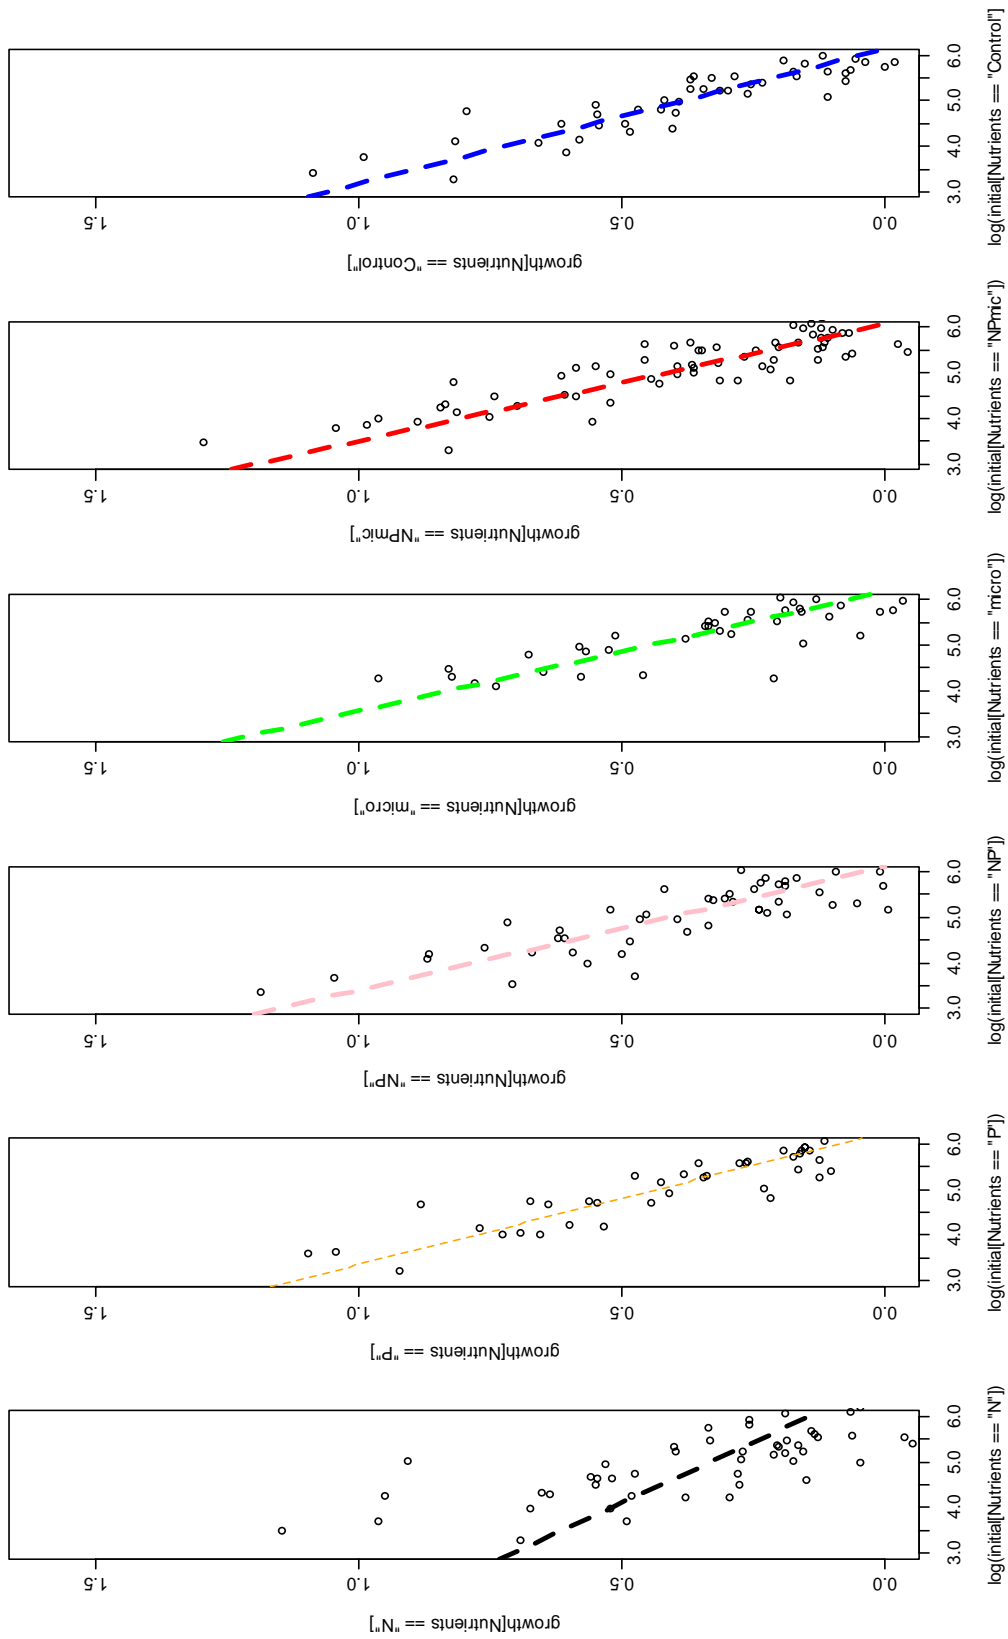 growth[Nutrients == "N"]
1.5
1.0
0.5
0.0
3.0 4.0 5.0 6.0
log(initial[Nutrients == "N"])
growth[Nutrients == "P"]
1.5
1.0
0.5
0.0
3.0 4.0 5.0 6.0
log(initial[Nutrients == "P"])
growth[Nutrients == "NP"]
1.5
1.0
0.5
0.0
3.0 4.0 5.0 6.0
log(initial[Nutrients == "NP"])
growth[Nutrients == "micro"]
1.5
1.0
0.5
0.0
3.0 4.0 5.0 6.0
log(initial[Nutrients == "micro"])
growth[Nutrients == "NPmic"]
1.5
1.0
0.5
0.0
3.0 4.0 5.0 6.0
log(initial[Nutrients == "NPmic"])
growth[Nutrients == "Control"]
1.5
1.0
0.5
0.0
3.0 4.0 5.0 6.0
log(initial[Nutrients == "Control"]